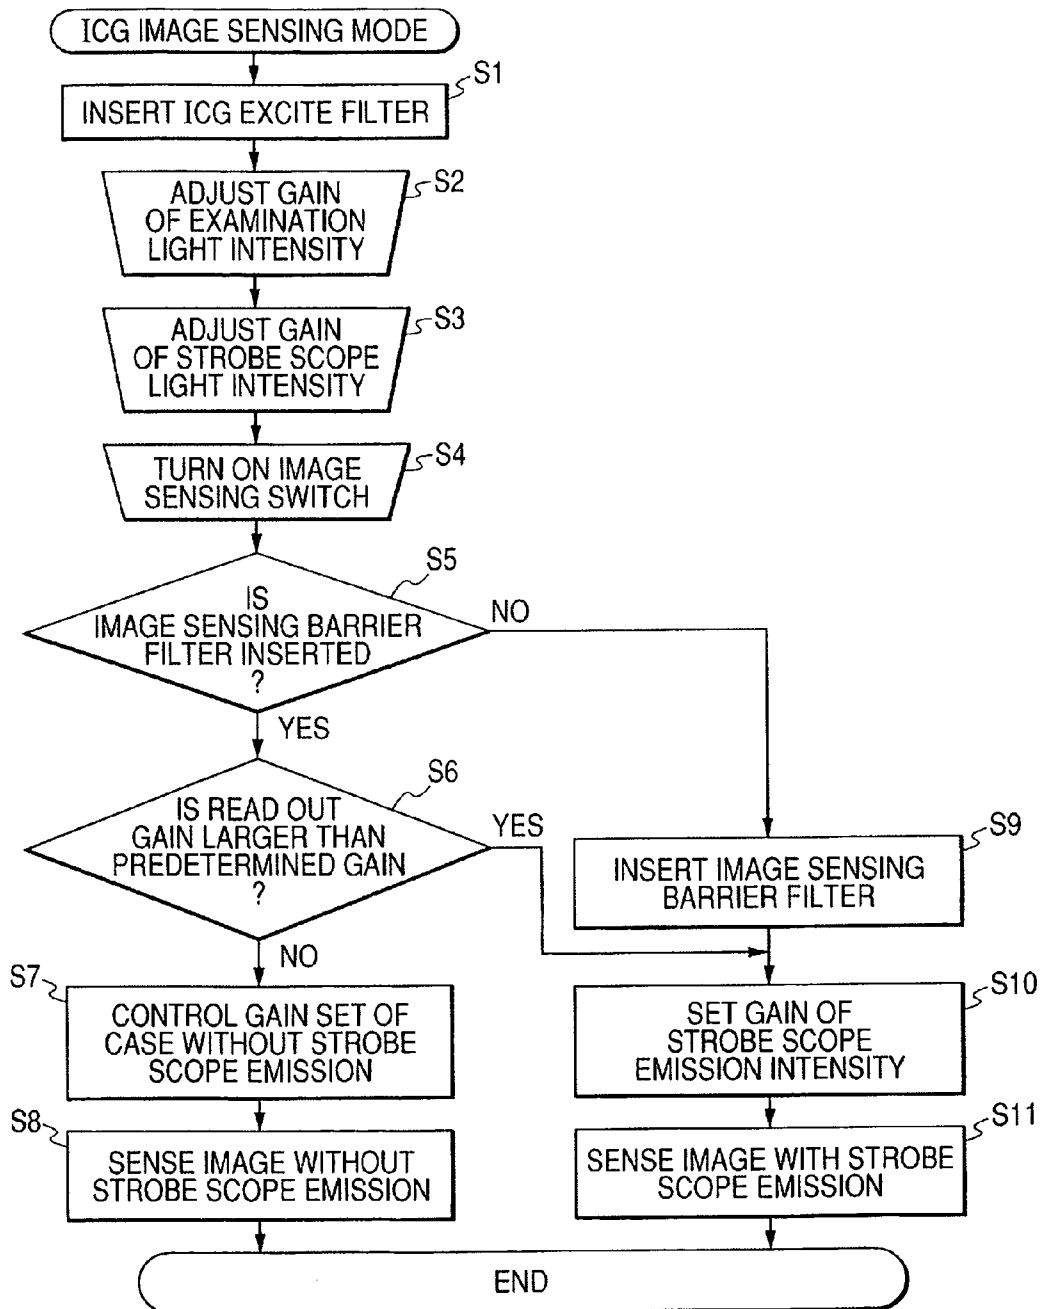 ICG IMAGE SENSING MODE
S1
INSERT ICG EXCITE FILTER
S2
ADJUST GAIN
OF EXAMINATION
LIGHT INTENSITY
S3
ADJUST GAIN
OF STROBE SCOPE
LIGHT INTENSITY
S4
TURN ON IMAGE
SENSING SWITCH
S5
IS
IMAGE SENSING BARRIER
FILTER INSERTED
?
NO
YES
S6
IS READ OUT
GAIN LARGER THAN
PREDETERMINED GAIN
?
YES
NO
S7
CONTROL GAIN SET OF
CASE WITHOUT STROBE
SCOPE EMISSION
S8
SENSE IMAGE WITHOUT
STROBE SCOPE EMISSION
S9
INSERT IMAGE SENSING
BARRIER FILTER
S10
SET GAIN OF
STROBE SCOPE
EMISSION INTENSITY
S11
SENSE IMAGE WITH STROBE
SCOPE EMISSION
END